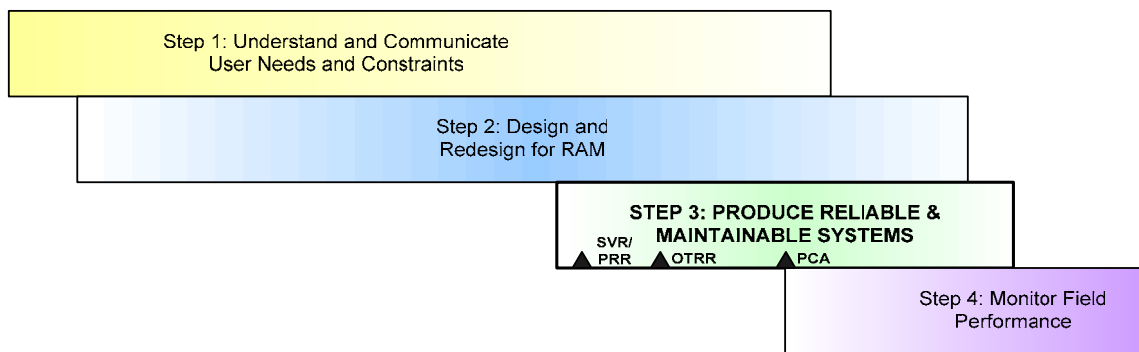 Step 1: Understand and Communicate
User Needs and Constraints
Step 2: Design and
Redesign for RAM
STEP 3: PRODUCE RELIABLE &
MAINTAINABLE SYSTEMS
SVR/
PRR
OTRR
PCA
Step 4: Monitor Field
Performance